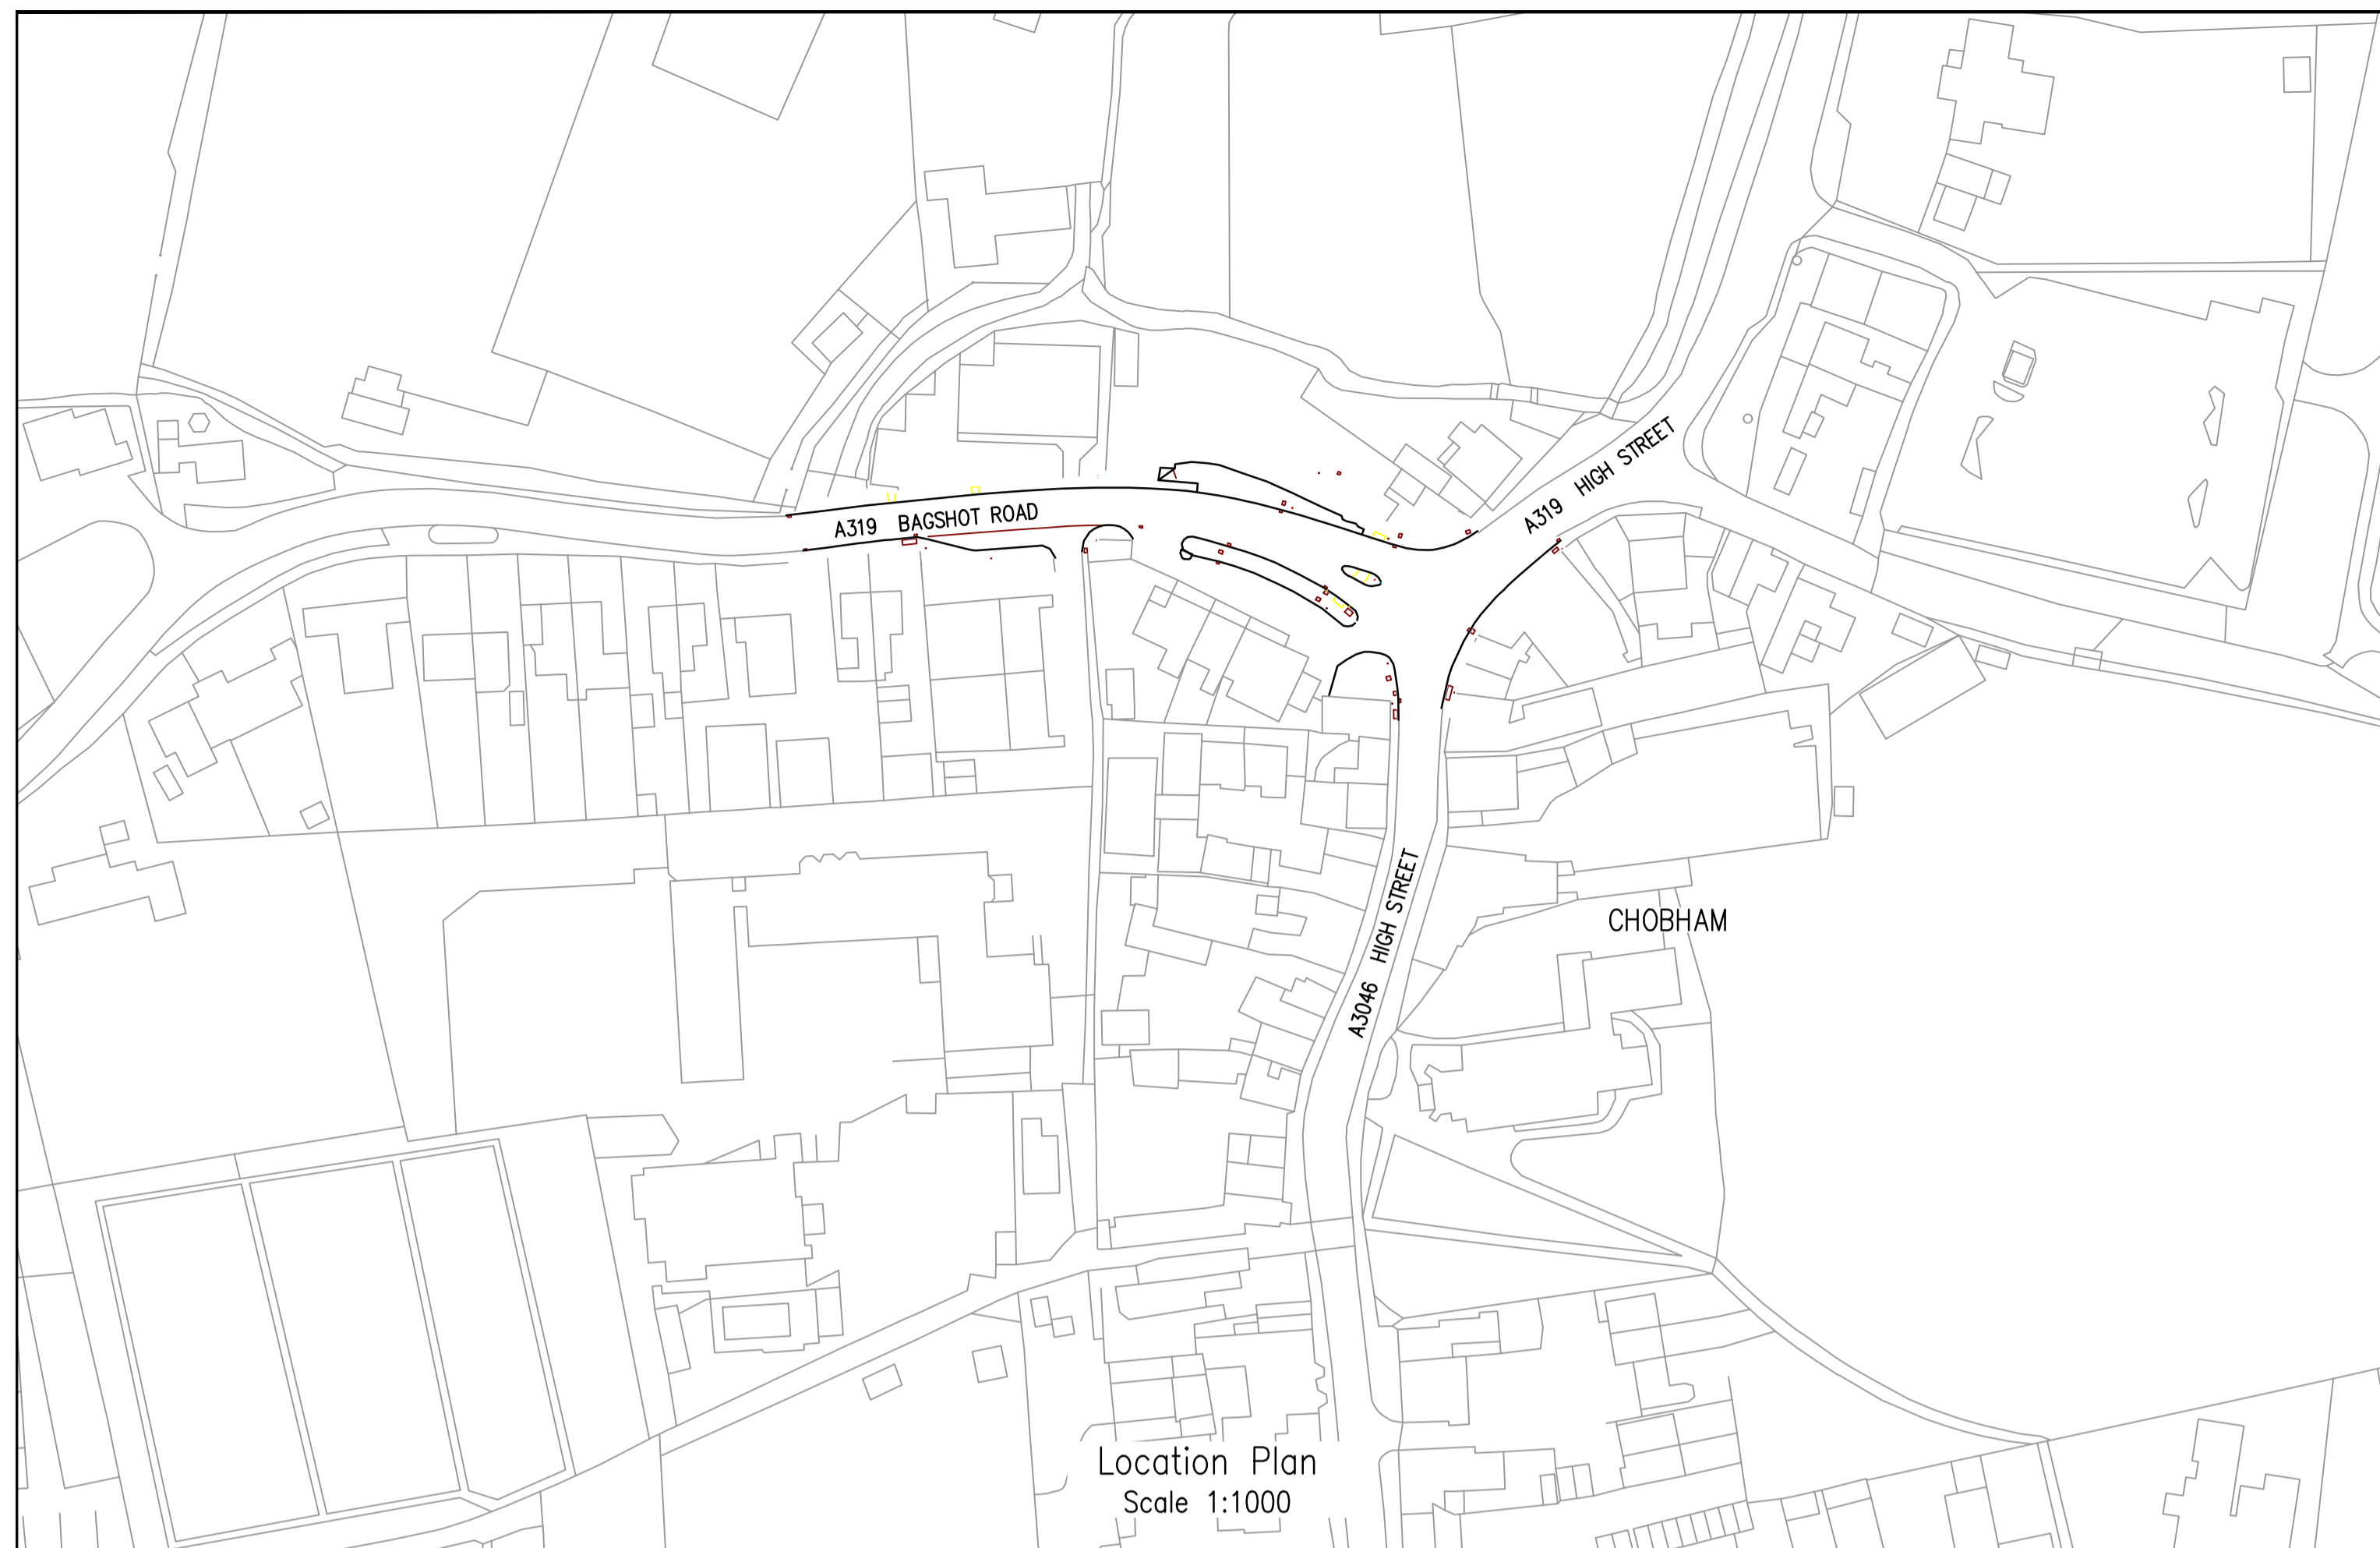 A319 HIGH STREET
A319 BAGSHOT ROAD
A3046 HIGH STREET
CHOBHAM
Location Plan
Scale 1:1000